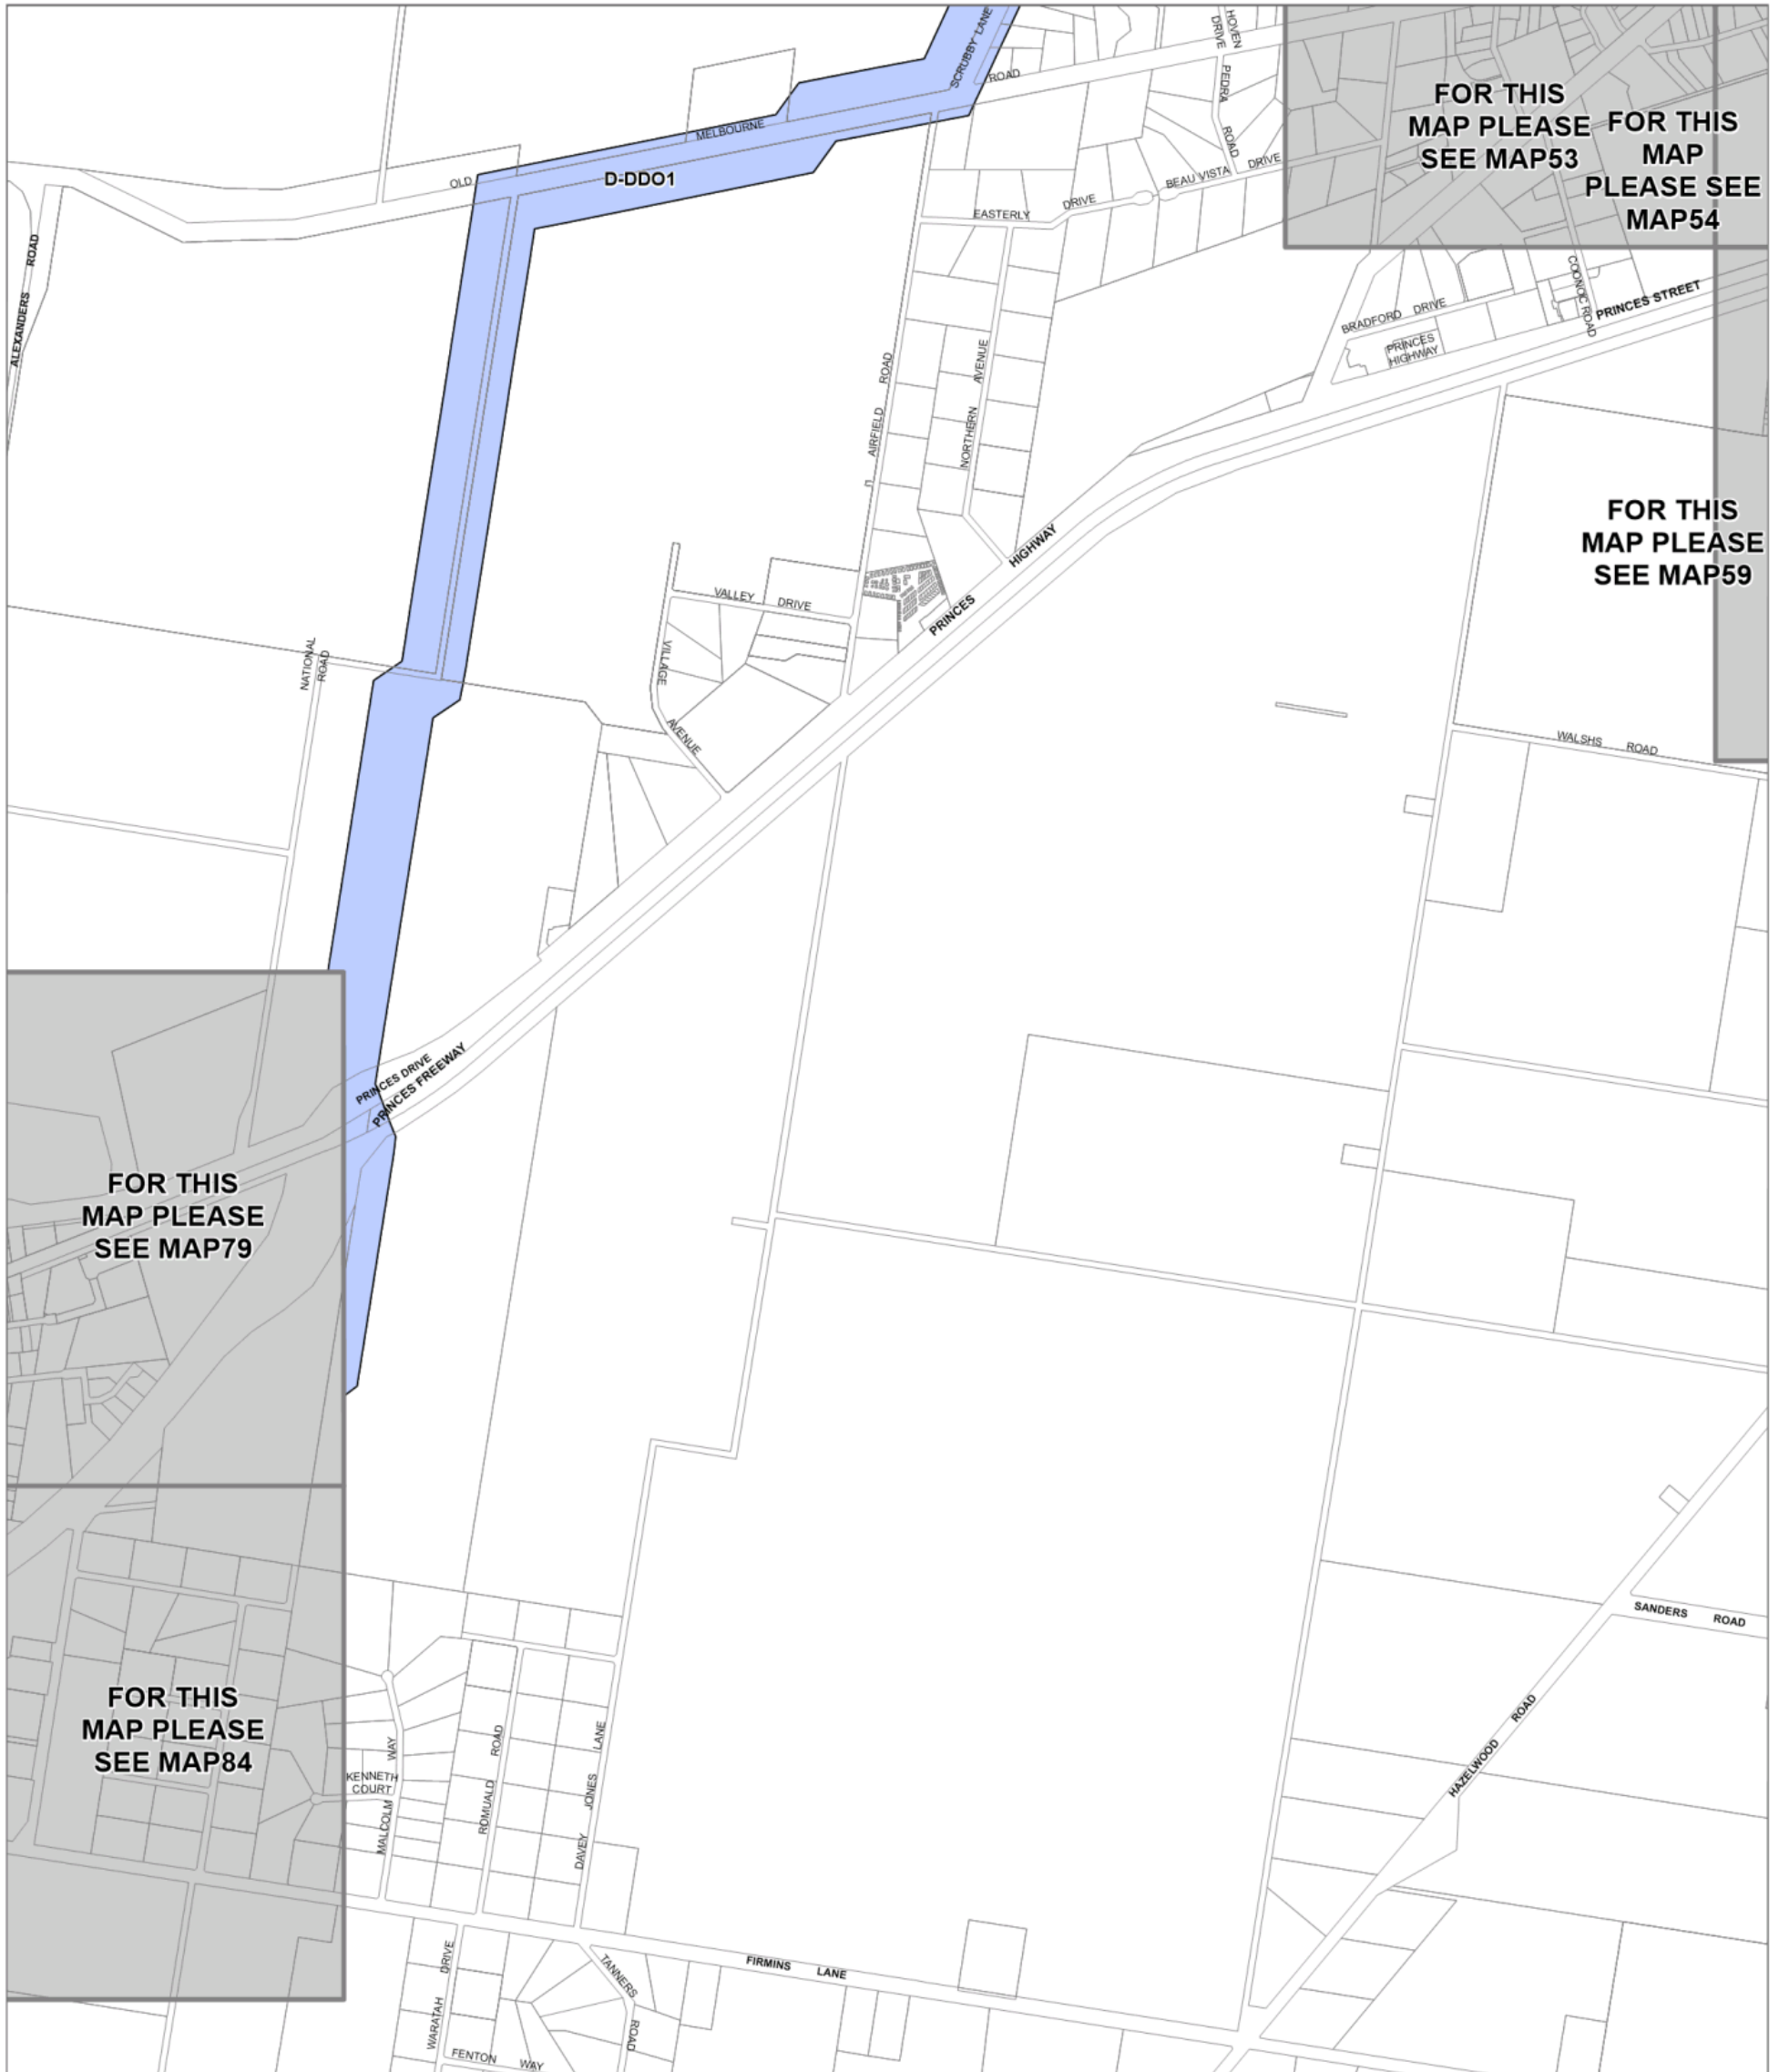 SCRUBBY LANE
HOVEN
DRIVE
ROAD
PEDRA
ROAD
FOR THIS
MAP PLEASE
SEE MAP53
FOR THIS
MAP
PLEASE SEE
MAP54
MELBOURNE
OLD
D-DDO1
BEAU VISTA DRIVE
EASTERLY DRIVE
ALEXANDERS ROAD
COONOC ROAD
PRINCES STREET
BRADFORD DRIVE
PRINCES
HIGHWAY
AIRFIELD ROAD
NORTHERN AVENUE
FOR THIS
MAP PLEASE
SEE MAP59
PRINCES HIGHWAY
VALLEY DRIVE
VILLAGE
AVENUE
NATIONAL
ROAD
WALSHS ROAD
PRINCES DRIVE
PRINCES FREEWAY
FOR THIS
MAP PLEASE
SEE MAP79
SANDERS ROAD
FOR THIS
MAP PLEASE
SEE MAP84
HAZELWOOD ROAD
KENNETH
COURT
MALCOLM WAY
ROMUALD ROAD
DAVEY JONES LANE
FIRMINS LANE
WARATAH DRIVE
TANNERS
ROAD
FENTON WAY